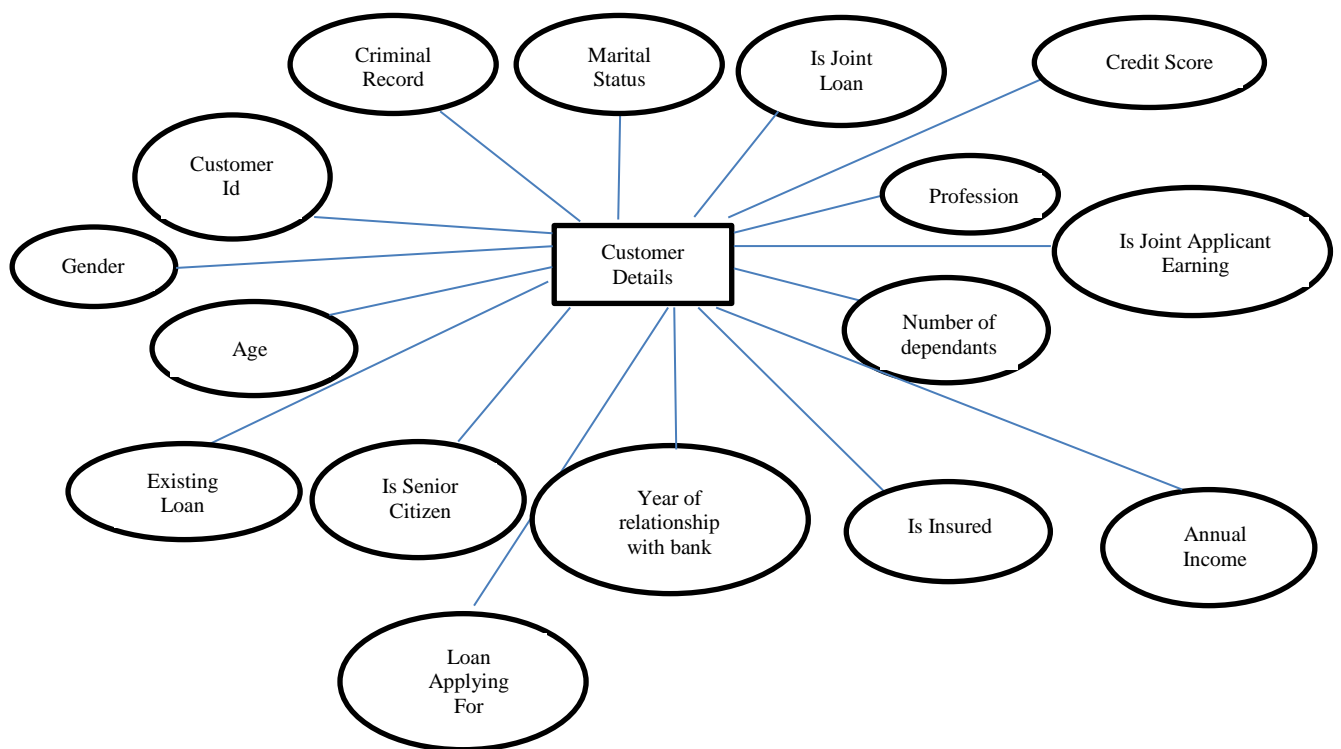 Criminal
Record
Marital
Status
Is Joint
Loan
Credit Score
Customer
Id
Profession
Gender
Customer
Details
Is Joint Applicant
Earning
Age
Number of
dependants
Existing
Loan
Is Senior
Citizen
Year of
relationship
with bank
Is Insured
Annual
Income
Loan
Applying
For